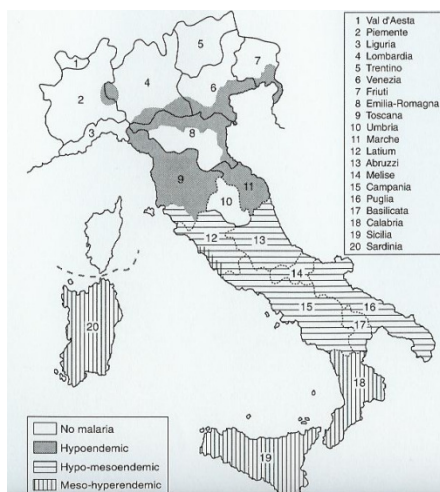 1 Val d'Aesta
2 Piemente
3 Liguria
4 Lombardia
5 Trentino
6 Venezia
7 Friuti
8 Emilia-Romagna
9 Toscana
10 Umbria
11 Marche
12 Latium
13 Abruzzi
14 Melise
15 Campania
16 Puglia
17 Basilicata
18 Calabria
19 Sicilia
20 Sardinia
1
2
3
4
5
6
7
8
9
10
11
12
13
14
15
16
17
18
19
20
No malaria
Hypoendemic
Hypo-mesoendemic
Meso-hyperendemic